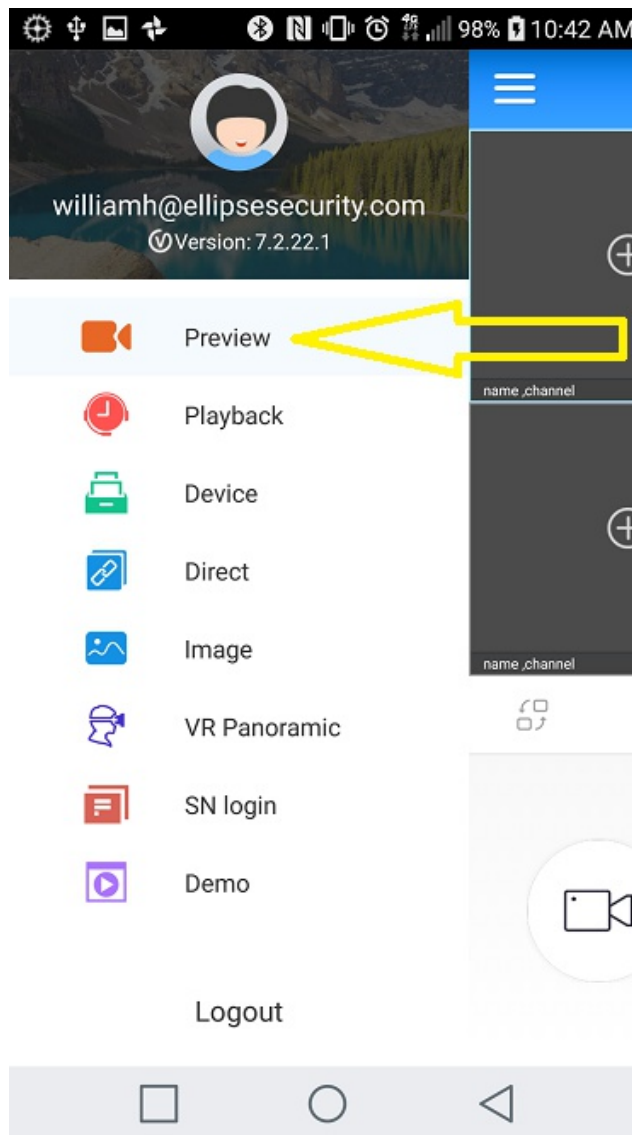 4G 98% 10:42 AM
williamh@ellipsesecurity.com
Version: 7.2.22.1
Preview
Playback
Device
Direct
Image
VR Panoramic
SN login
Demo
Logout
name ,channel
name ,channel